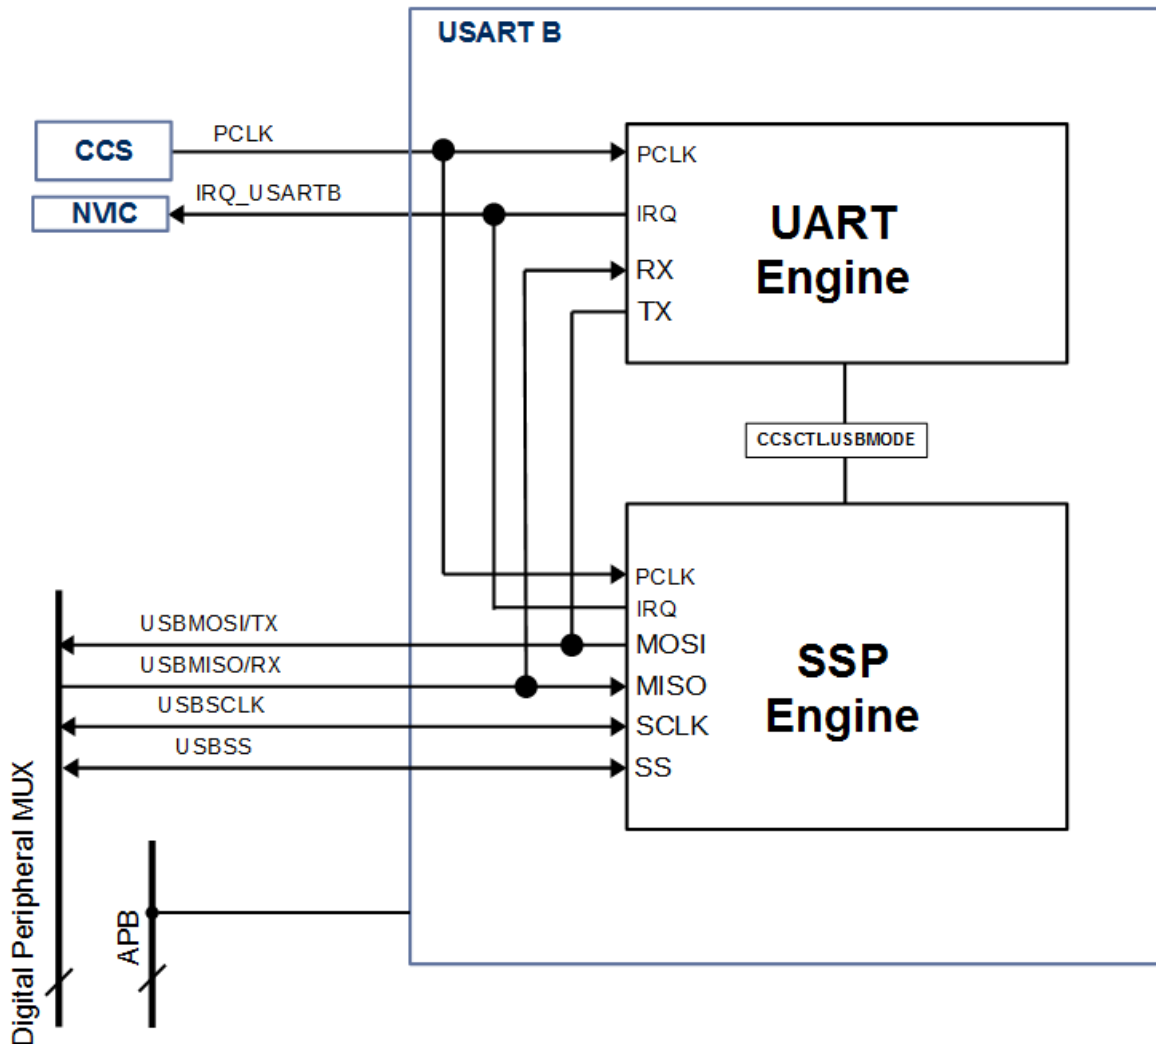 USART B
CCS
PCLK
PCLK
NVIC
IRQ_USARTB
IRQ
RX
TX
UART
Engine
CCSCTL.USBMODE
PCLK
IRQ
USBMOSI/TX
MOSI
USBMISO/RX
MISO
USBSCLK
SCLK
USBSS
SS
SSP
Engine
Digital Peripheral MUX
APB